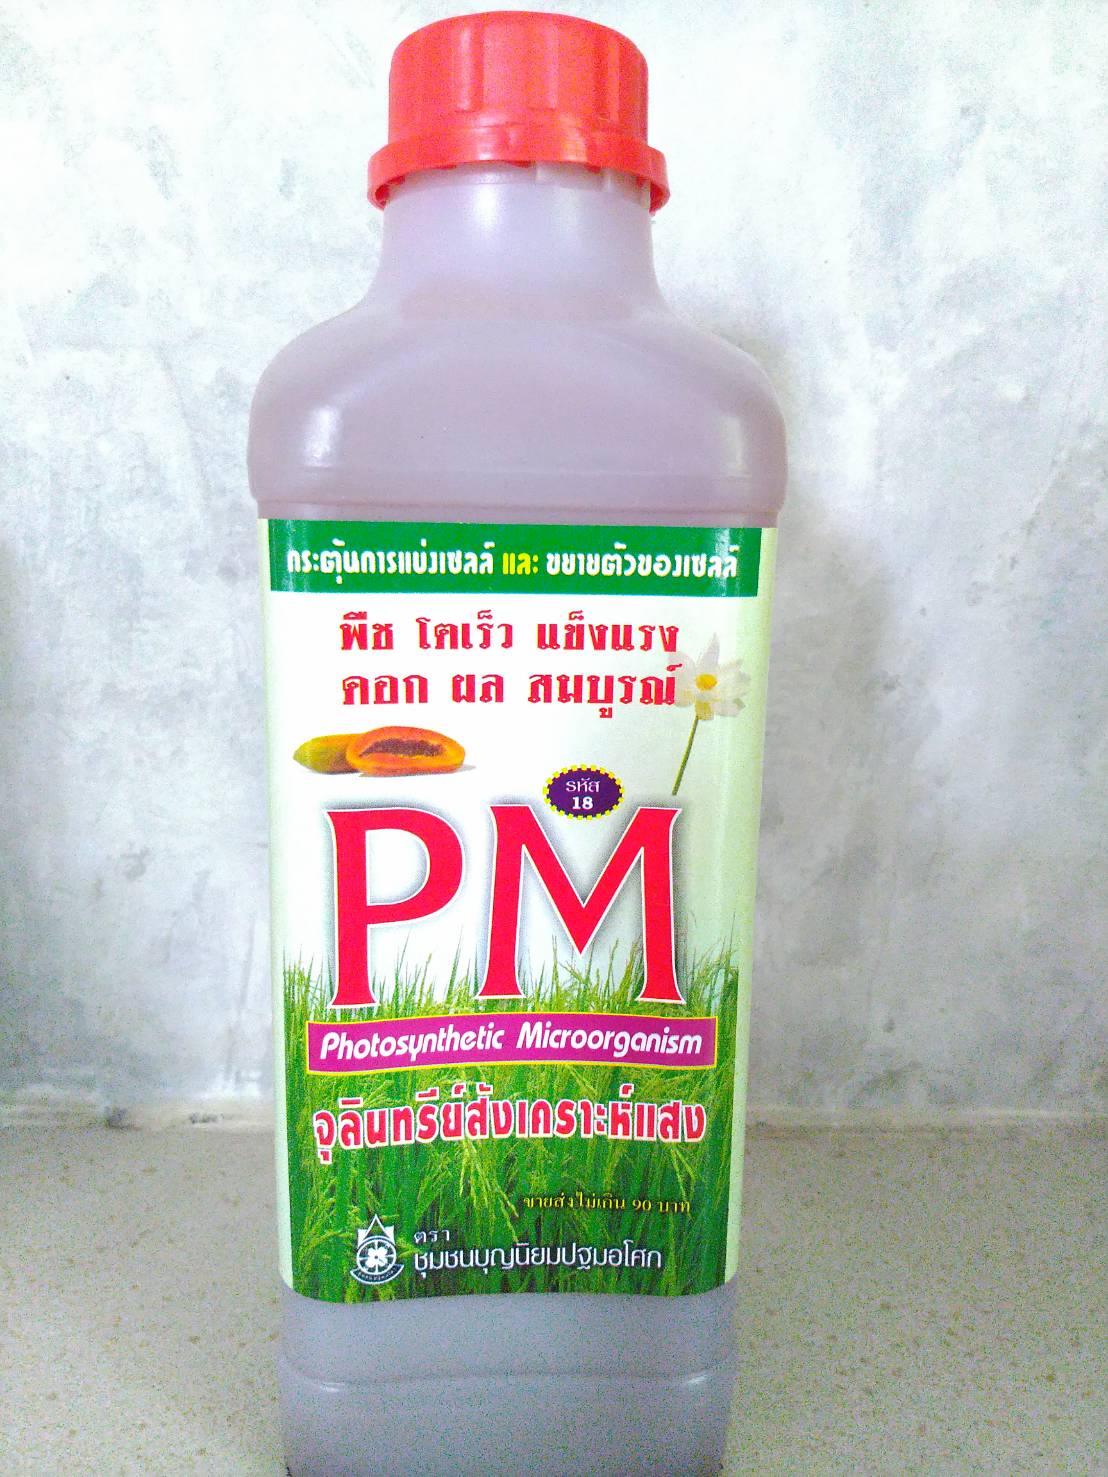 กระตุ้นการแบ่งเซลล์ และ ขยายตัวของเซลล์
พืช โตเร็ว แข็งแรง
ดอก ผล สมบูรณ์
รหัส
18
PM
Photosynthetic Microorganism
จุลินทรีย์สังเคราะห์แสง
ขายส่งไม่เกิน 90 บาท
ตรา
ชุมชนบุญนิยมปฐมอโศก